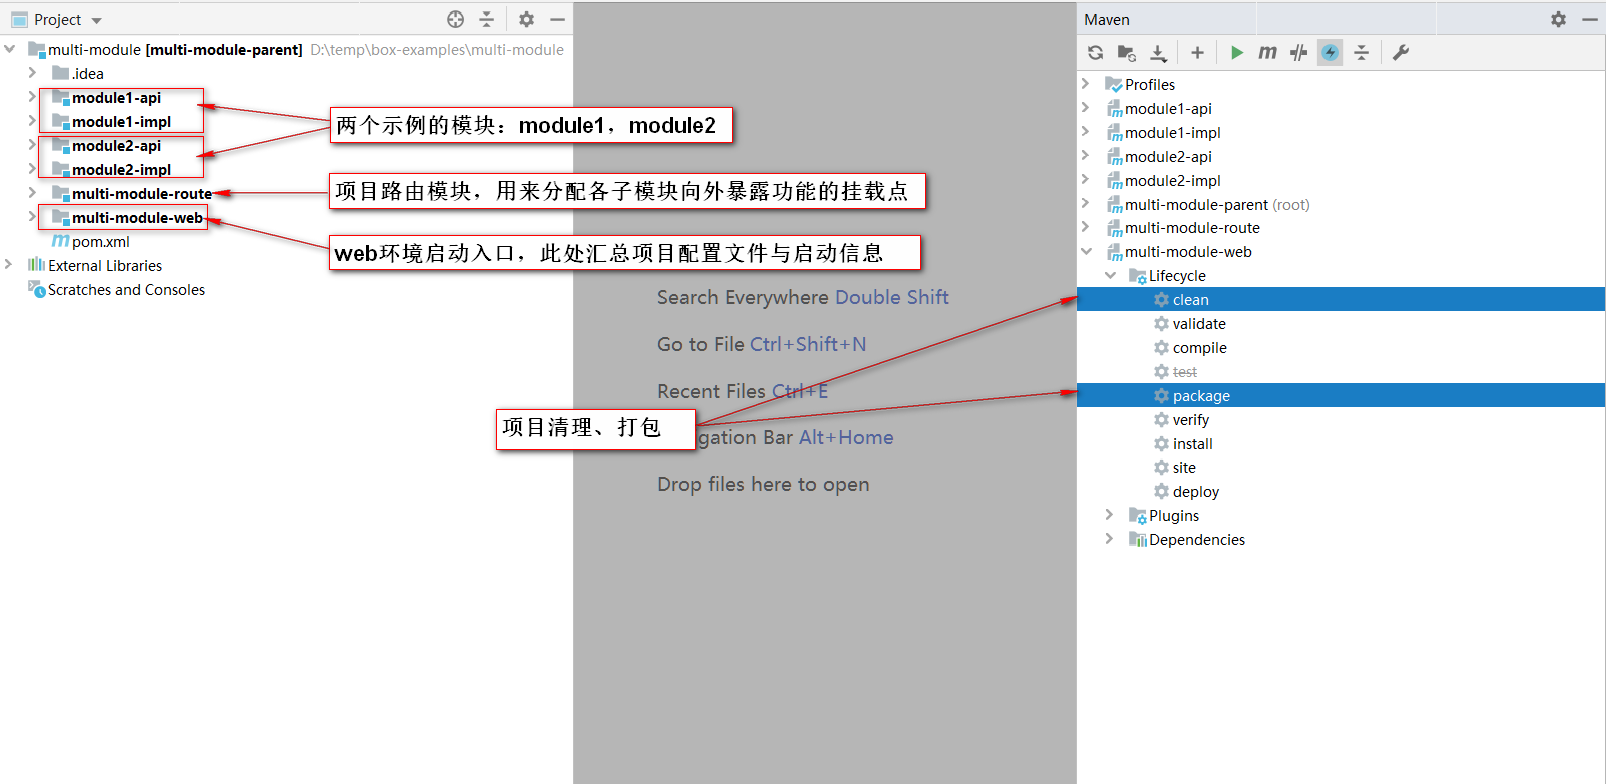 Project
multi-module [multi-module-parent] D:\temp\box-examples\multi-module
.idea
module1-api
module1-impl
module2-api
module2-impl
multi-module-route
multi-module-web
pom.xml
External Libraries
Scratches and Consoles
两个示例的模块：module1，module2
项目路由模块，用来分配各子模块向外暴露功能的挂载点
web环境启动入口，此处汇总项目配置文件与启动信息
Search Everywhere Double Shift
Go to File Ctrl+Shift+N
Recent Files Ctrl+E
项目清理、打包
gation Bar Alt+Home
Drop files here to open
Maven
Profiles
module1-api
module1-impl
module2-api
module2-impl
multi-module-parent (root)
multi-module-route
multi-module-web
Lifecycle
clean
validate
compile
test
package
verify
install
site
deploy
Plugins
Dependencies